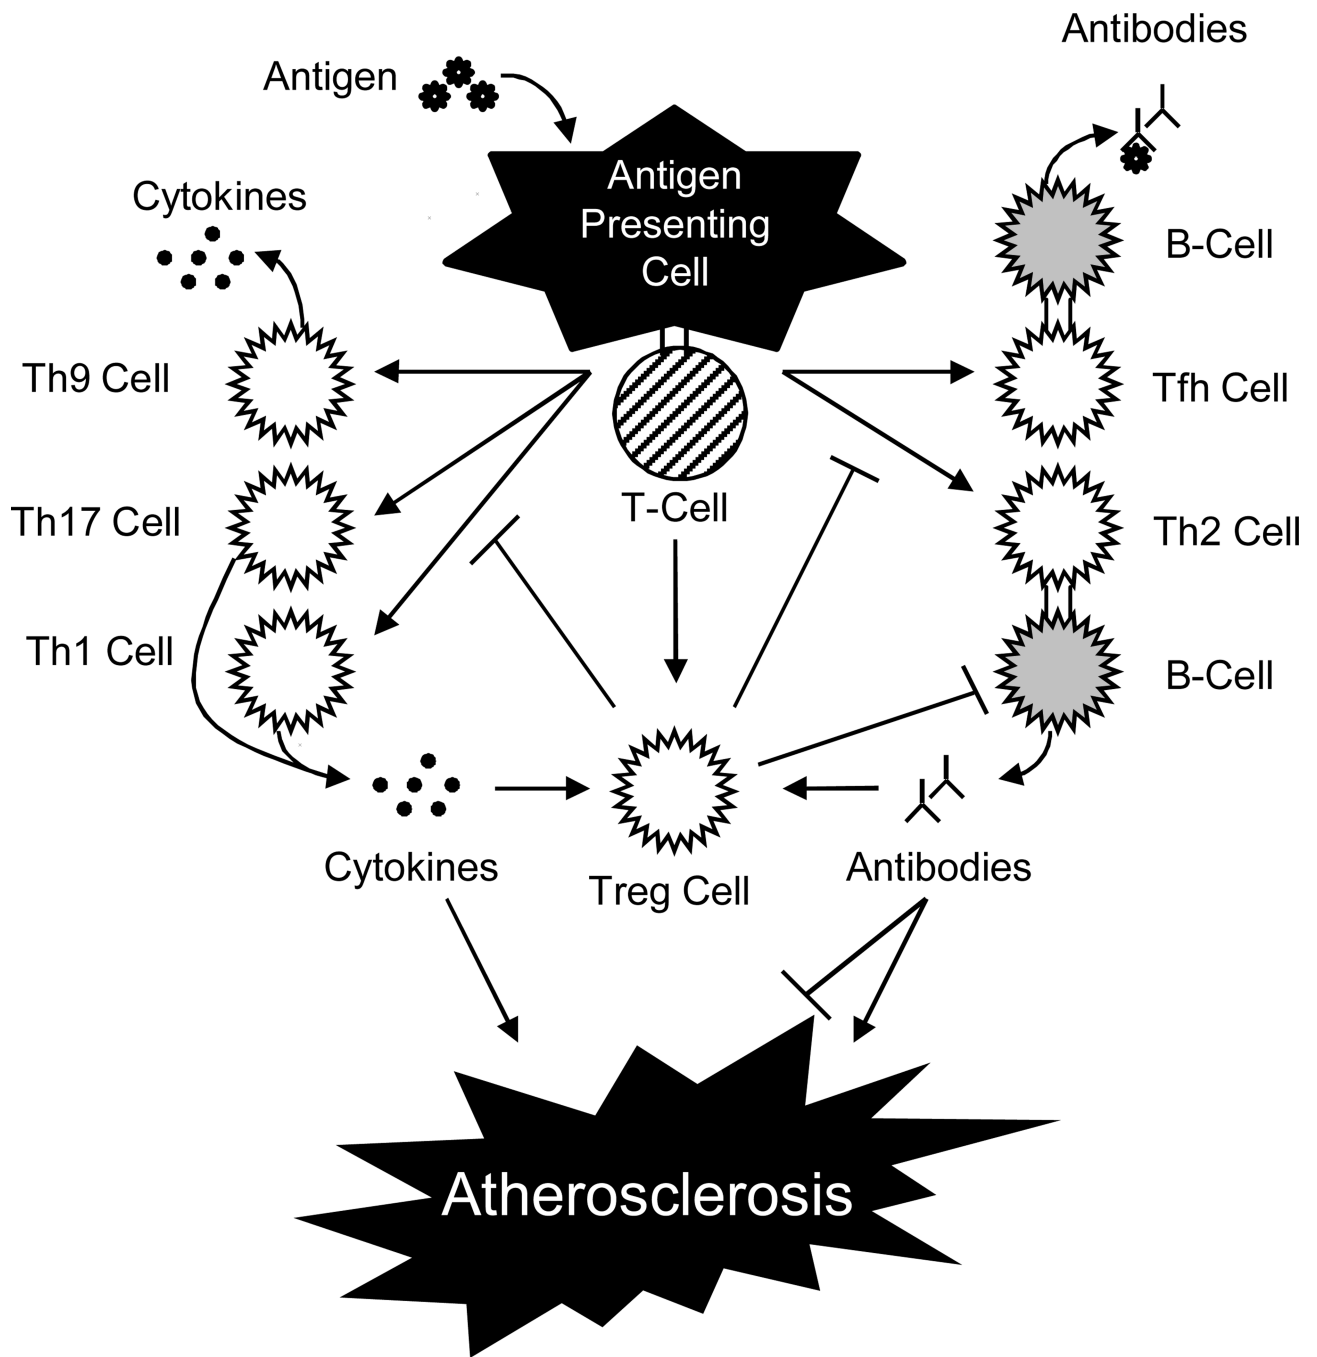 Antibodies
Antigen
Antigen
Presenting
Cell
Cytokines
B-Cell
Th9 Cell
Tfh Cell
T-Cell
Th17 Cell
Th2 Cell
Th1 Cell
B-Cell
Cytokines
Treg Cell
Antibodies
Atherosclerosis